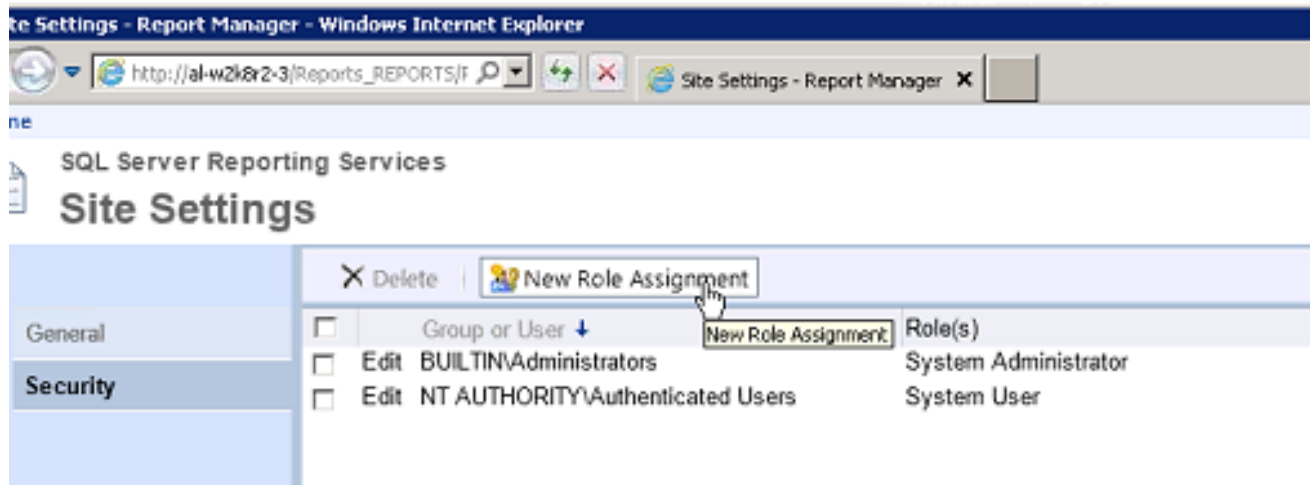 te Settings - Report Manager - Windows Internet Explorer
http://al-w2k8r2-3/Reports_REPORTS/F
Site Settings - Report Manager
me
SQL Server Reporting Services
Site Settings
Delete
New Role Assignment
General
Group or User
New Role Assignment
Role(s)
Edit BUILTIN\Administrators System Administrator
Security
Edit NT AUTHORITY\Authenticated Users System User